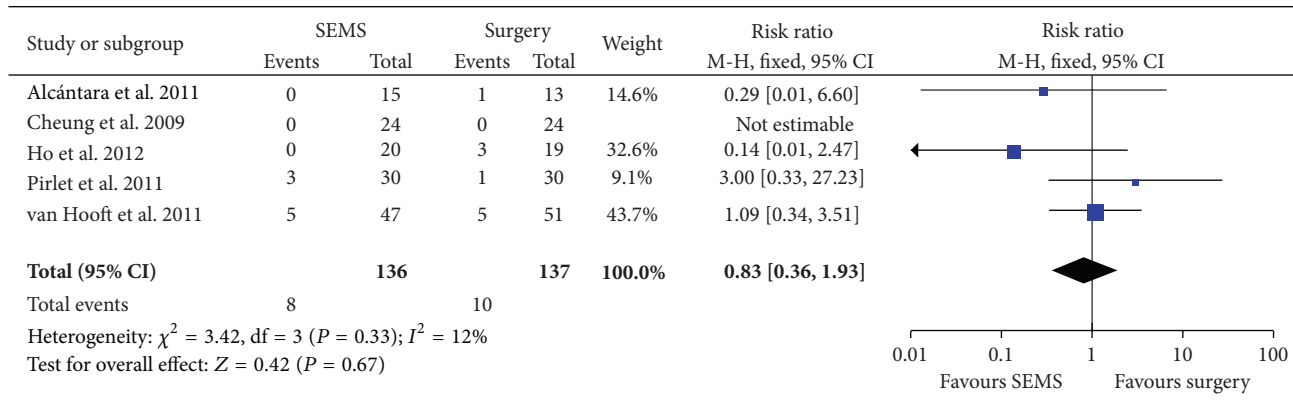 Study or subgroup SEMS Surgery Weight Risk ratio Risk ratio
Events Total Events Total M-H, fixed, 95% CI M-H, fixed, 95% CI
Alcántara et al. 2011 0 15 1 13 14.6% 0.29 [0.01, 6.60]
Cheung et al. 2009 0 24 0 24 Not estimable
Ho et al. 2012 0 20 3 19 32.6% 0.14 [0.01, 2.47]
Pirlet et al. 2011 3 30 1 30 9.1% 3.00 [0.33, 27.23]
van Hooft et al. 2011 5 47 5 51 43.7% 1.09 [0.34, 3.51]
Total (95% CI) 136 137 100.0% 0.83 [0.36, 1.93]
Total events 8 10
Heterogeneity: χ² = 3.42, df = 3 (P = 0.33); I² = 12%
Test for overall effect: Z = 0.42 (P = 0.67)
0.01 0.1 1 10 100
Favours SEMS Favours surgery